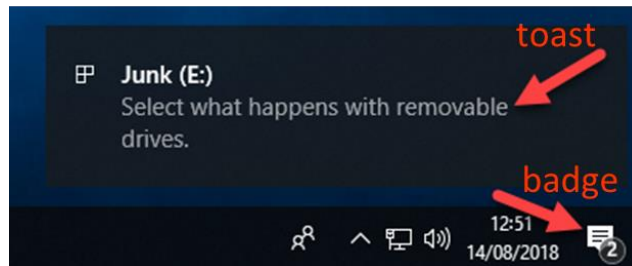 toast
Junk (E:)
Select what happens with removable
drives.
badge
12:51
14/08/2018
2